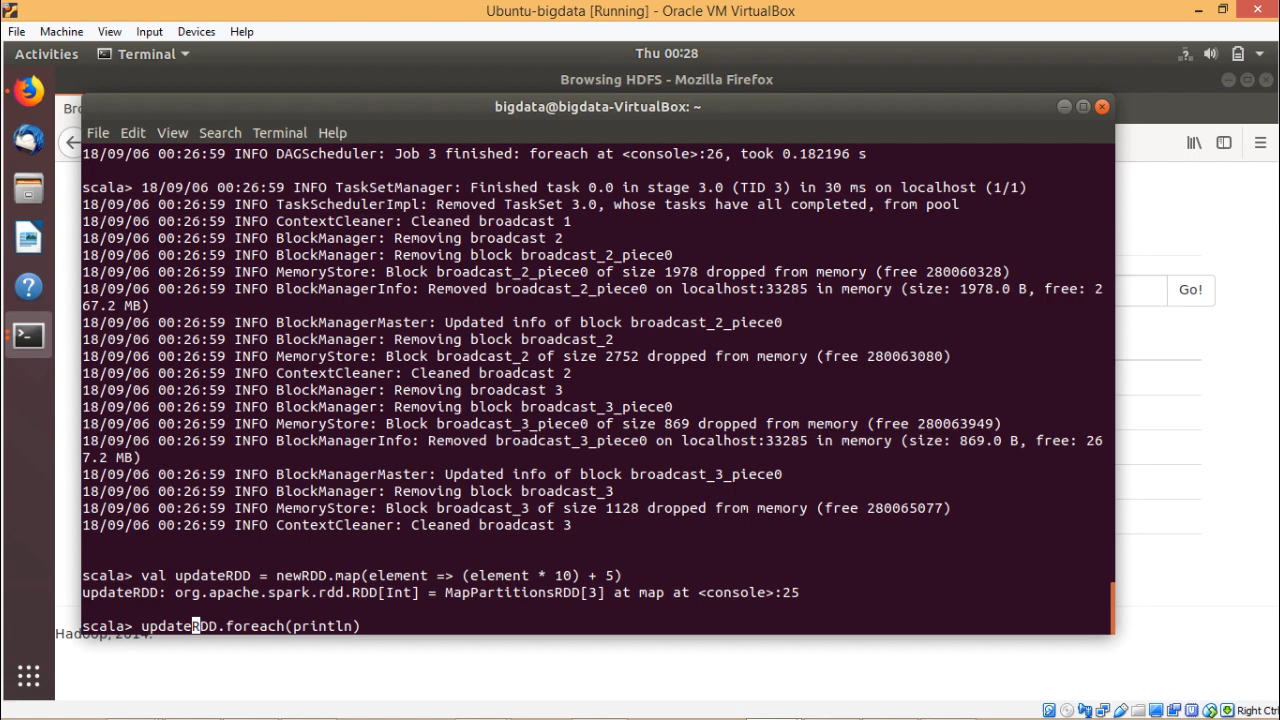 Ubuntu-bigdata [Running] - Oracle VM VirtualBox
File Machine View Input Devices Help
Activities Terminal Thu 00:28
Browsing HDFS - Mozilla Firefox
Bro
bigdata@bigdata-VirtualBox: ~
File Edit View Search Terminal Help
18/09/06 00:26:59 INFO DAGScheduler: Job 3 finished: foreach at <console>:26, took 0.182196 s
scala> 18/09/06 00:26:59 INFO TaskSetManager: Finished task 0.0 in stage 3.0 (TID 3) in 30 ms on localhost (1/1)
18/09/06 00:26:59 INFO TaskSchedulerImpl: Removed TaskSet 3.0, whose tasks have all completed, from pool
18/09/06 00:26:59 INFO ContextCleaner: Cleaned broadcast 1
18/09/06 00:26:59 INFO BlockManager: Removing broadcast 2
18/09/06 00:26:59 INFO BlockManager: Removing block broadcast_2_piece0
18/09/06 00:26:59 INFO MemoryStore: Block broadcast_2_piece0 of size 1978 dropped from memory (free 280060328)
18/09/06 00:26:59 INFO BlockManagerInfo: Removed broadcast_2_piece0 on localhost:33285 in memory (size: 1978.0 B, free: 2
67.2 MB)
18/09/06 00:26:59 INFO BlockManagerMaster: Updated info of block broadcast_2_piece0
18/09/06 00:26:59 INFO BlockManager: Removing block broadcast_2
18/09/06 00:26:59 INFO MemoryStore: Block broadcast_2 of size 2752 dropped from memory (free 280063080)
18/09/06 00:26:59 INFO ContextCleaner: Cleaned broadcast 2
18/09/06 00:26:59 INFO BlockManager: Removing broadcast 3
18/09/06 00:26:59 INFO BlockManager: Removing block broadcast_3_piece0
18/09/06 00:26:59 INFO MemoryStore: Block broadcast_3_piece0 of size 869 dropped from memory (free 280063949)
18/09/06 00:26:59 INFO BlockManagerInfo: Removed broadcast_3_piece0 on localhost:33285 in memory (size: 869.0 B, free: 26
7.2 MB)
18/09/06 00:26:59 INFO BlockManagerMaster: Updated info of block broadcast_3_piece0
18/09/06 00:26:59 INFO BlockManager: Removing block broadcast_3
18/09/06 00:26:59 INFO MemoryStore: Block broadcast_3 of size 1128 dropped from memory (free 280065077)
18/09/06 00:26:59 INFO ContextCleaner: Cleaned broadcast 3
scala> val updateRDD = newRDD.map(element => (element * 10) + 5)
updateRDD: org.apache.spark.rdd.RDD[Int] = MapPartitionsRDD[3] at map at <console>:25
scala> updateRDD.foreach(println)
Go!
Hadoop, 2014.
Right Ctrl